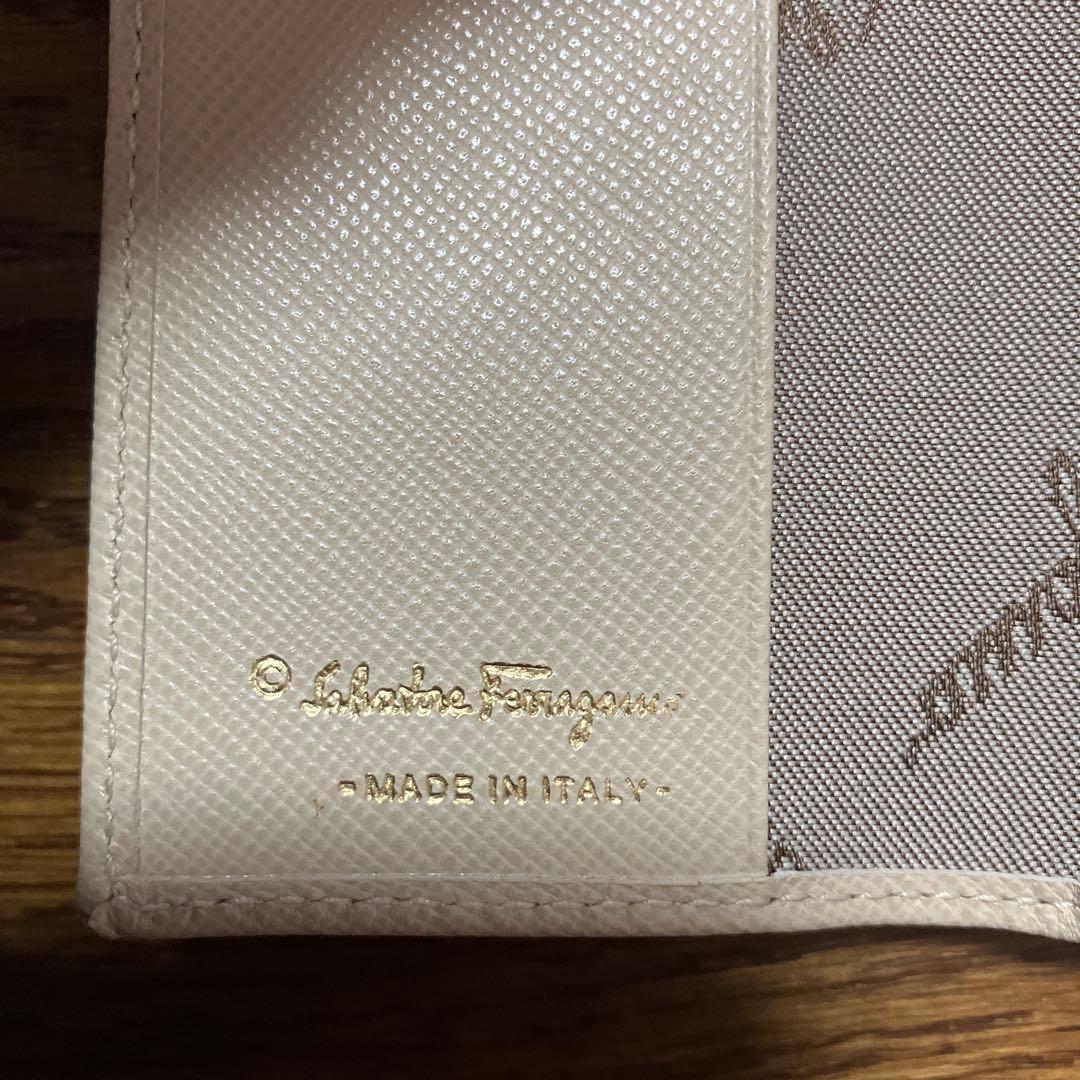 © Salvatore Ferragamo
-MADE IN ITALY-